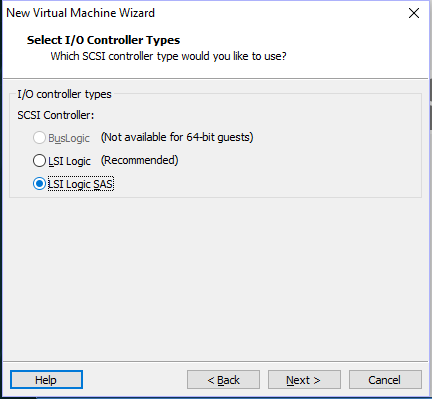 New Virtual Machine Wizard
Select I/O Controller Types
Which SCSI controller type would you like to use?
I/O controller types
SCSI Controller:
BusLogic (Not available for 64-bit guests)
LSI Logic (Recommended)
LSI Logic SAS
Help < Back Next > Cancel